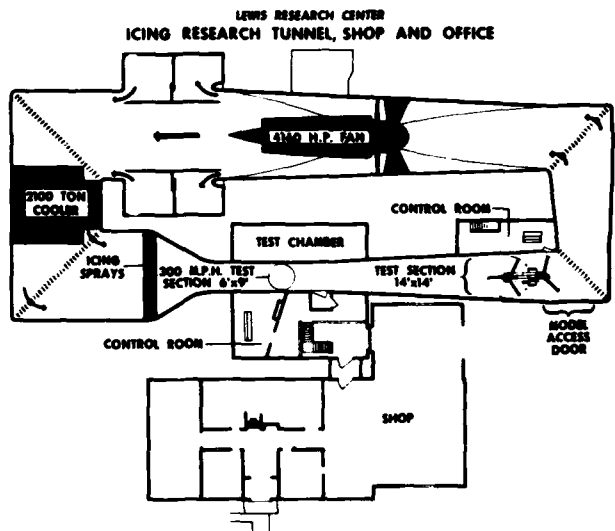 LEWIS RESEARCH CENTER
ICING RESEARCH TUNNEL, SHOP AND OFFICE
4160 H.P. FAN
2100 TON
COOLER
CONTROL ROOM
TEST CHAMBER
ICING
SPRAYS
300 M.P.H. TEST
SECTION 6'x9'
TEST SECTION
14'x14'
CONTROL ROOM
MODEL
ACCESS
DOOR
SHOP